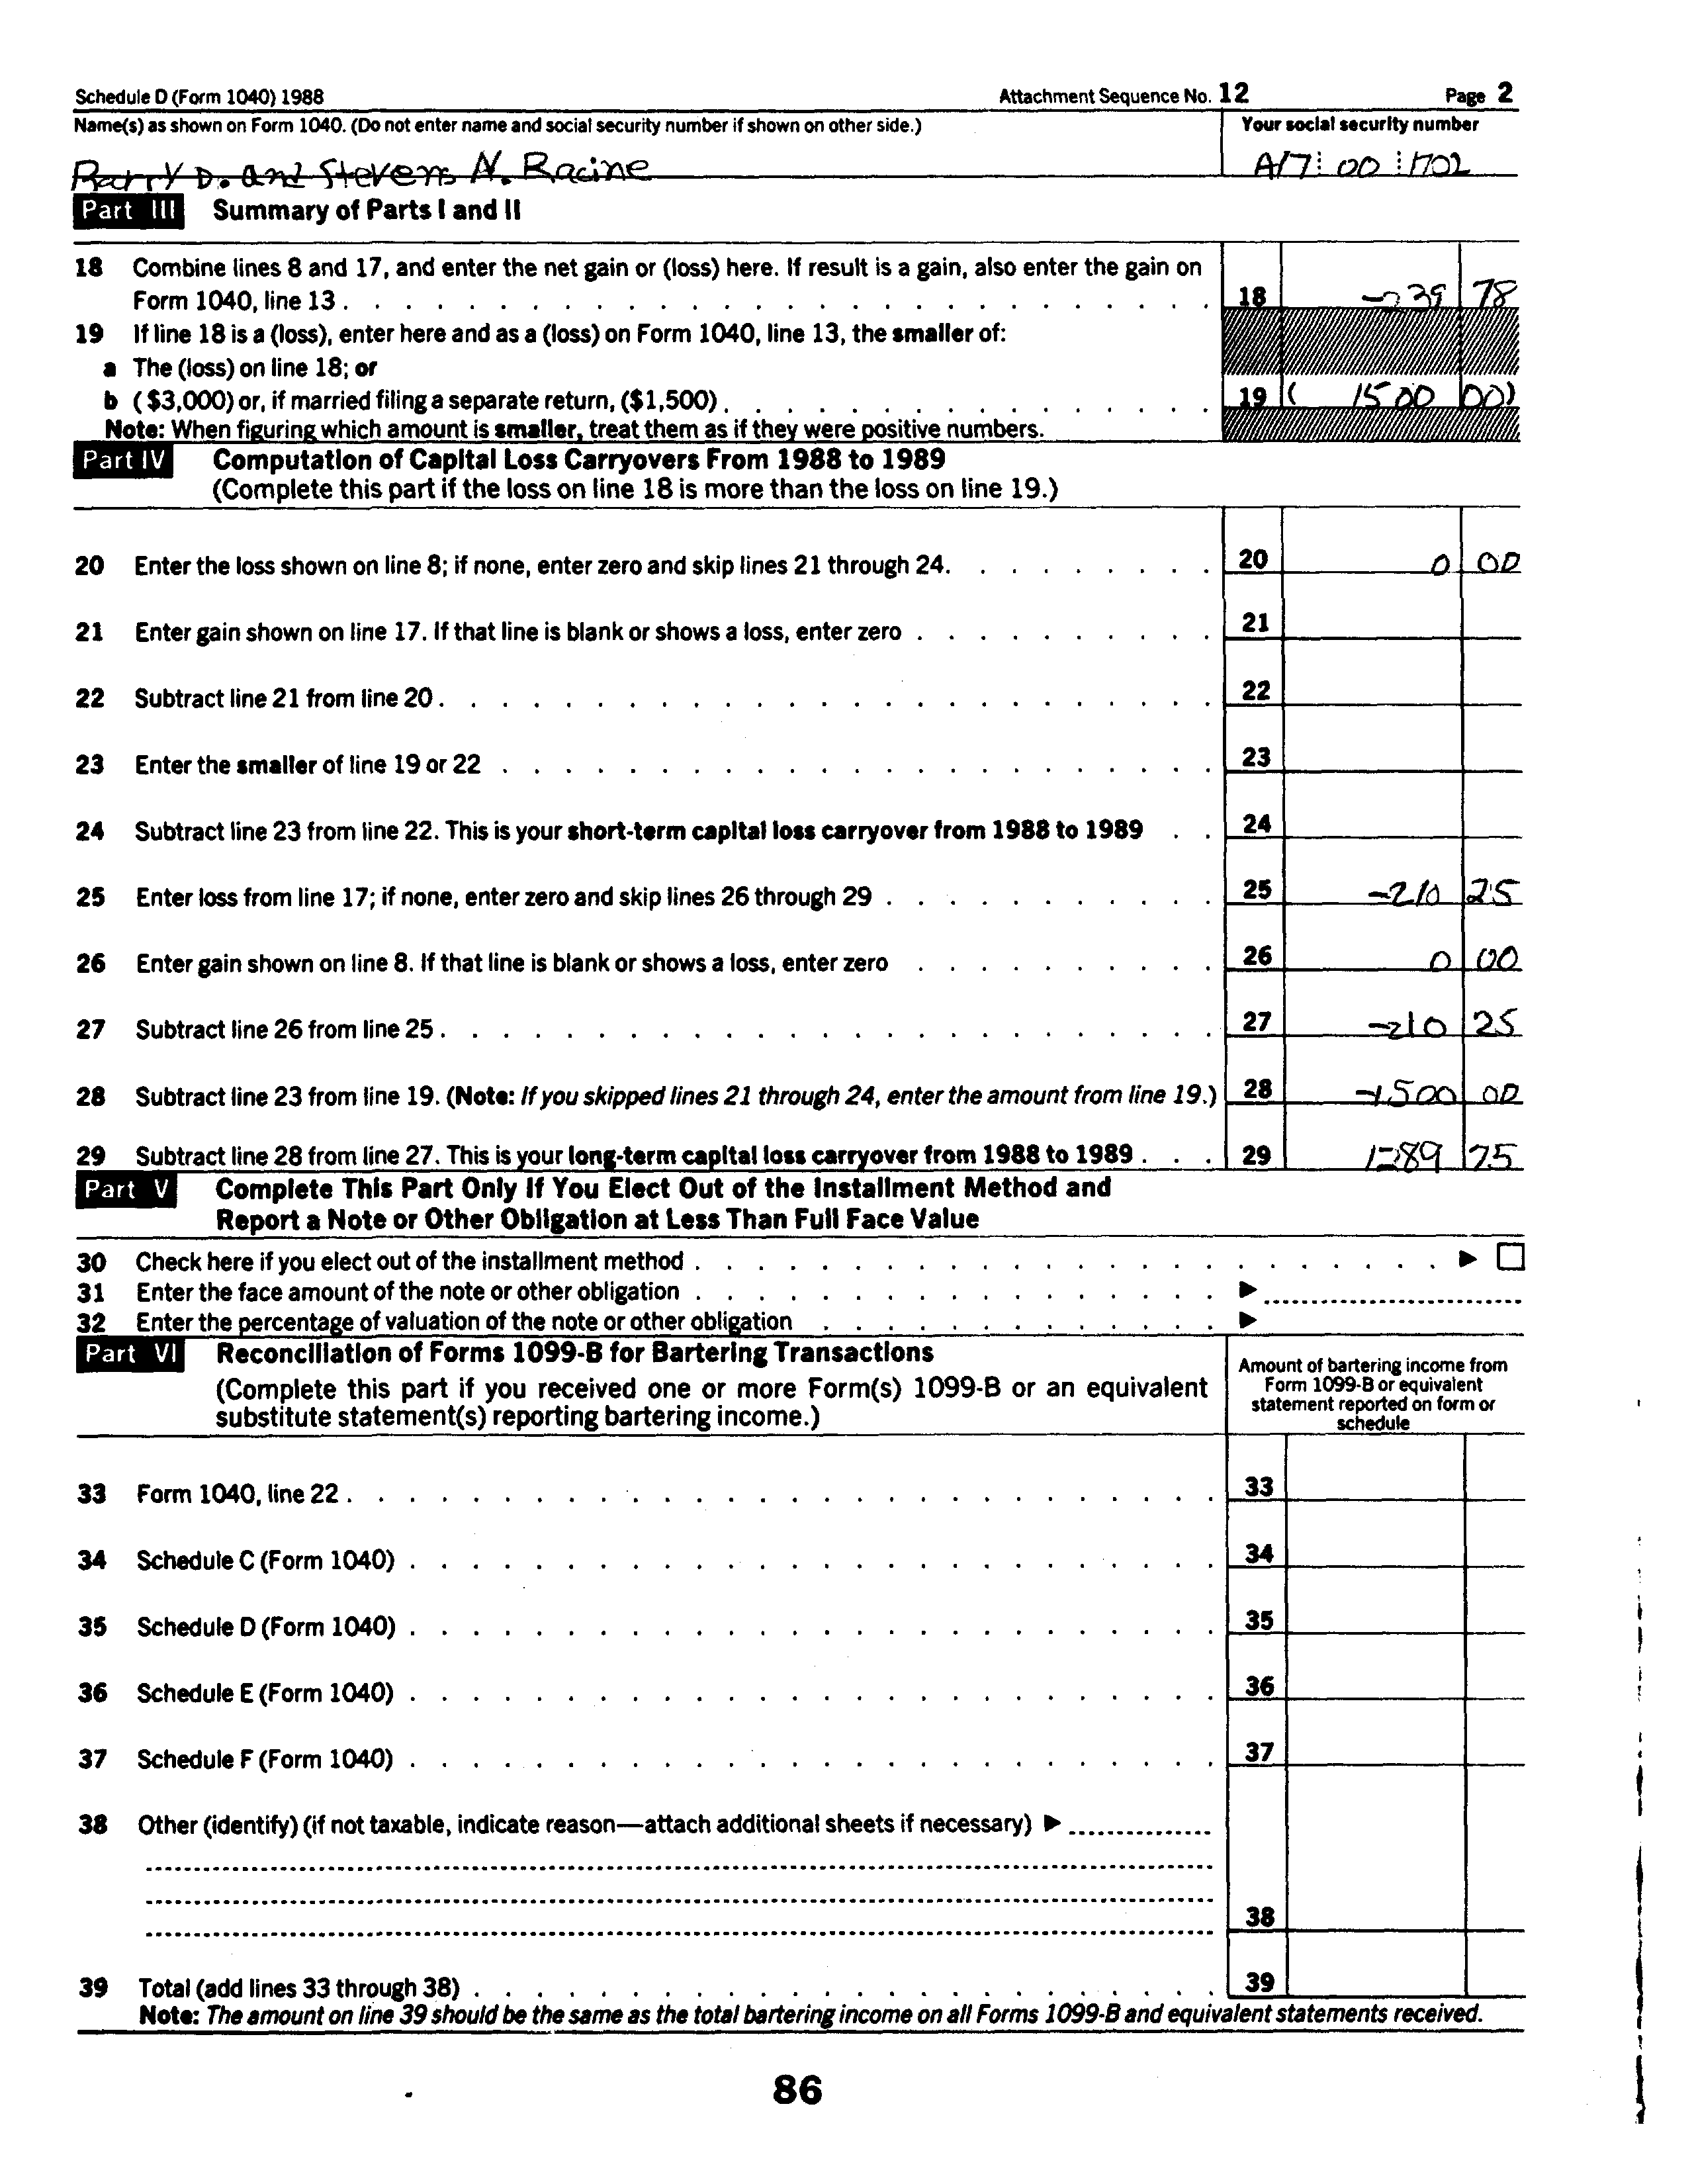 Schedule D (Form 1040) 1988 Attachment Sequence No. 12 Page 2
Name(s) as shown on Form 1040. (Do not enter name and social security number if shown on other side.) Your social security number
D. and Stevens N. Racine A17 00 1702
Part III Summary of Parts I and II
18 Combine lines 8 and 17, and enter the net gain or (loss) here. If result is a gain, also enter the gain on
Form 1040, line 13 . 18 78
19 If line 18 is a (loss), enter here and as a (loss) on Form 1040, line 13, the smaller of:
a The (loss) on line 18; or
b ($3,000) or, if married filing a separate return, ($1,500) . 19 ( 1500 00)
Note: When figuring which amount is smaller, treat them as if they were positive numbers.
Part IV Computation of Capital Loss Carryovers From 1988 to 1989
(Complete this part if the loss on line 18 is more than the loss on line 19.)
20 Enter the loss shown on line 8; if none, enter zero and skip lines 21 through 24. 20 0 00
21 Enter gain shown on line 17. If that line is blank or shows a loss, enter zero . 21
22 Subtract line 21 from line 20 . 22
23 Enter the smaller of line 19 or 22 . 23
24 Subtract line 23 from line 22. This is your short-term capital loss carryover from 1988 to 1989 . 24
25 Enter loss from line 17; if none, enter zero and skip lines 26 through 29 . 25 -210 25
26 Enter gain shown on line 8. If that line is blank or shows a loss, enter zero . 26 0 00
27 Subtract line 26 from line 25 . 27 -210 25
28 Subtract line 23 from line 19. (Note: If you skipped lines 21 through 24, enter the amount from line 19.) 28 -1500 00
29 Subtract line 28 from line 27. This is your long-term capital loss carryover from 1988 to 1989 . 29 75
Part V Complete This Part Only If You Elect Out of the Installment Method and
Report a Note or Other Obligation at Less Than Full Face Value
30 Check here if you elect out of the installment method . ▶ ☐
31 Enter the face amount of the note or other obligation . ▶
32 Enter the percentage of valuation of the note or other obligation . ▶
Part VI Reconciliation of Forms 1099-B for Bartering Transactions
(Complete this part if you received one or more Form(s) 1099-B or an equivalent
substitute statement(s) reporting bartering income.)
Amount of bartering income from
Form 1099-B or equivalent
statement reported on form or
schedule
33 Form 1040, line 22 . 33
34 Schedule C (Form 1040) . 34
35 Schedule D (Form 1040) . 35
36 Schedule E (Form 1040) . 36
37 Schedule F (Form 1040) . 37
38 Other (identify) (if not taxable, indicate reason—attach additional sheets if necessary) ▶
38
39 Total (add lines 33 through 38) . 39
Note: The amount on line 39 should be the same as the total bartering income on all Forms 1099-B and equivalent statements received.
86